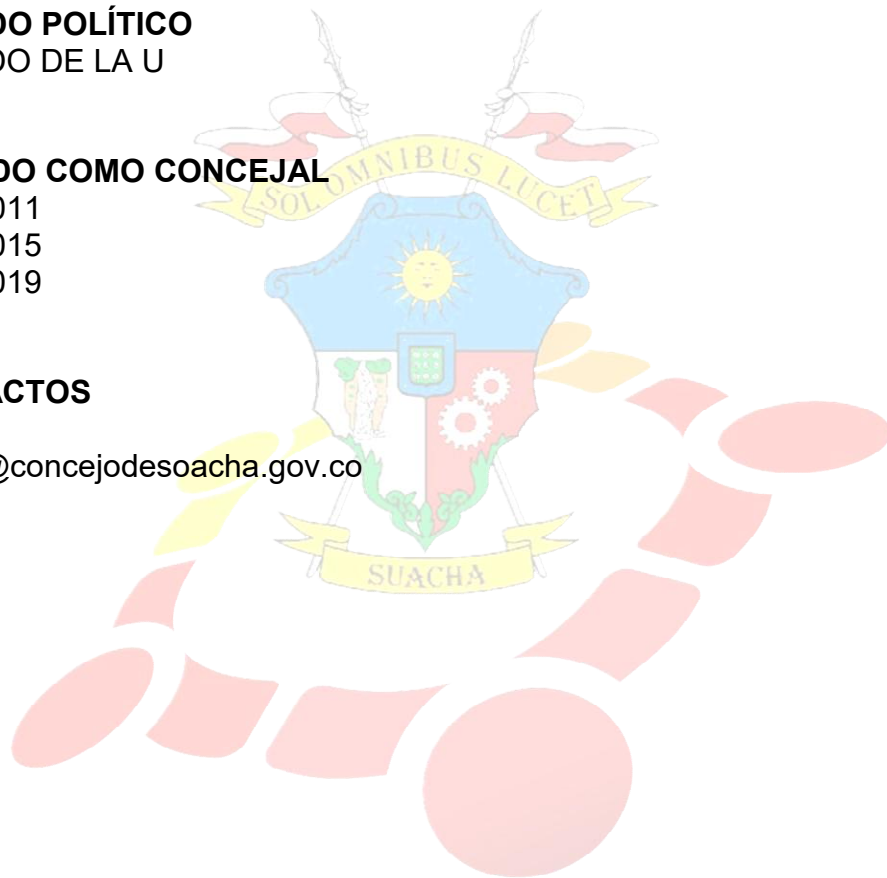 DO POLÍTICO
DO DE LA U
DO COMO CONCEJAL
SOL OMNIBUS LUCET
011
015
019
ACTOS
@concejodesoacha.gov.co
SUACHA